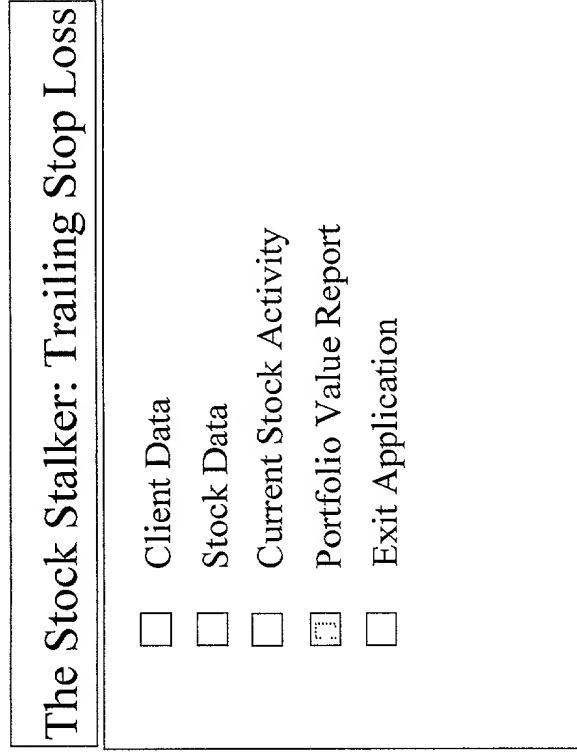 The Stock Stalker: Trailing Stop Loss
Client Data
Stock Data
Current Stock Activity
Portfolio Value Report
Exit Application